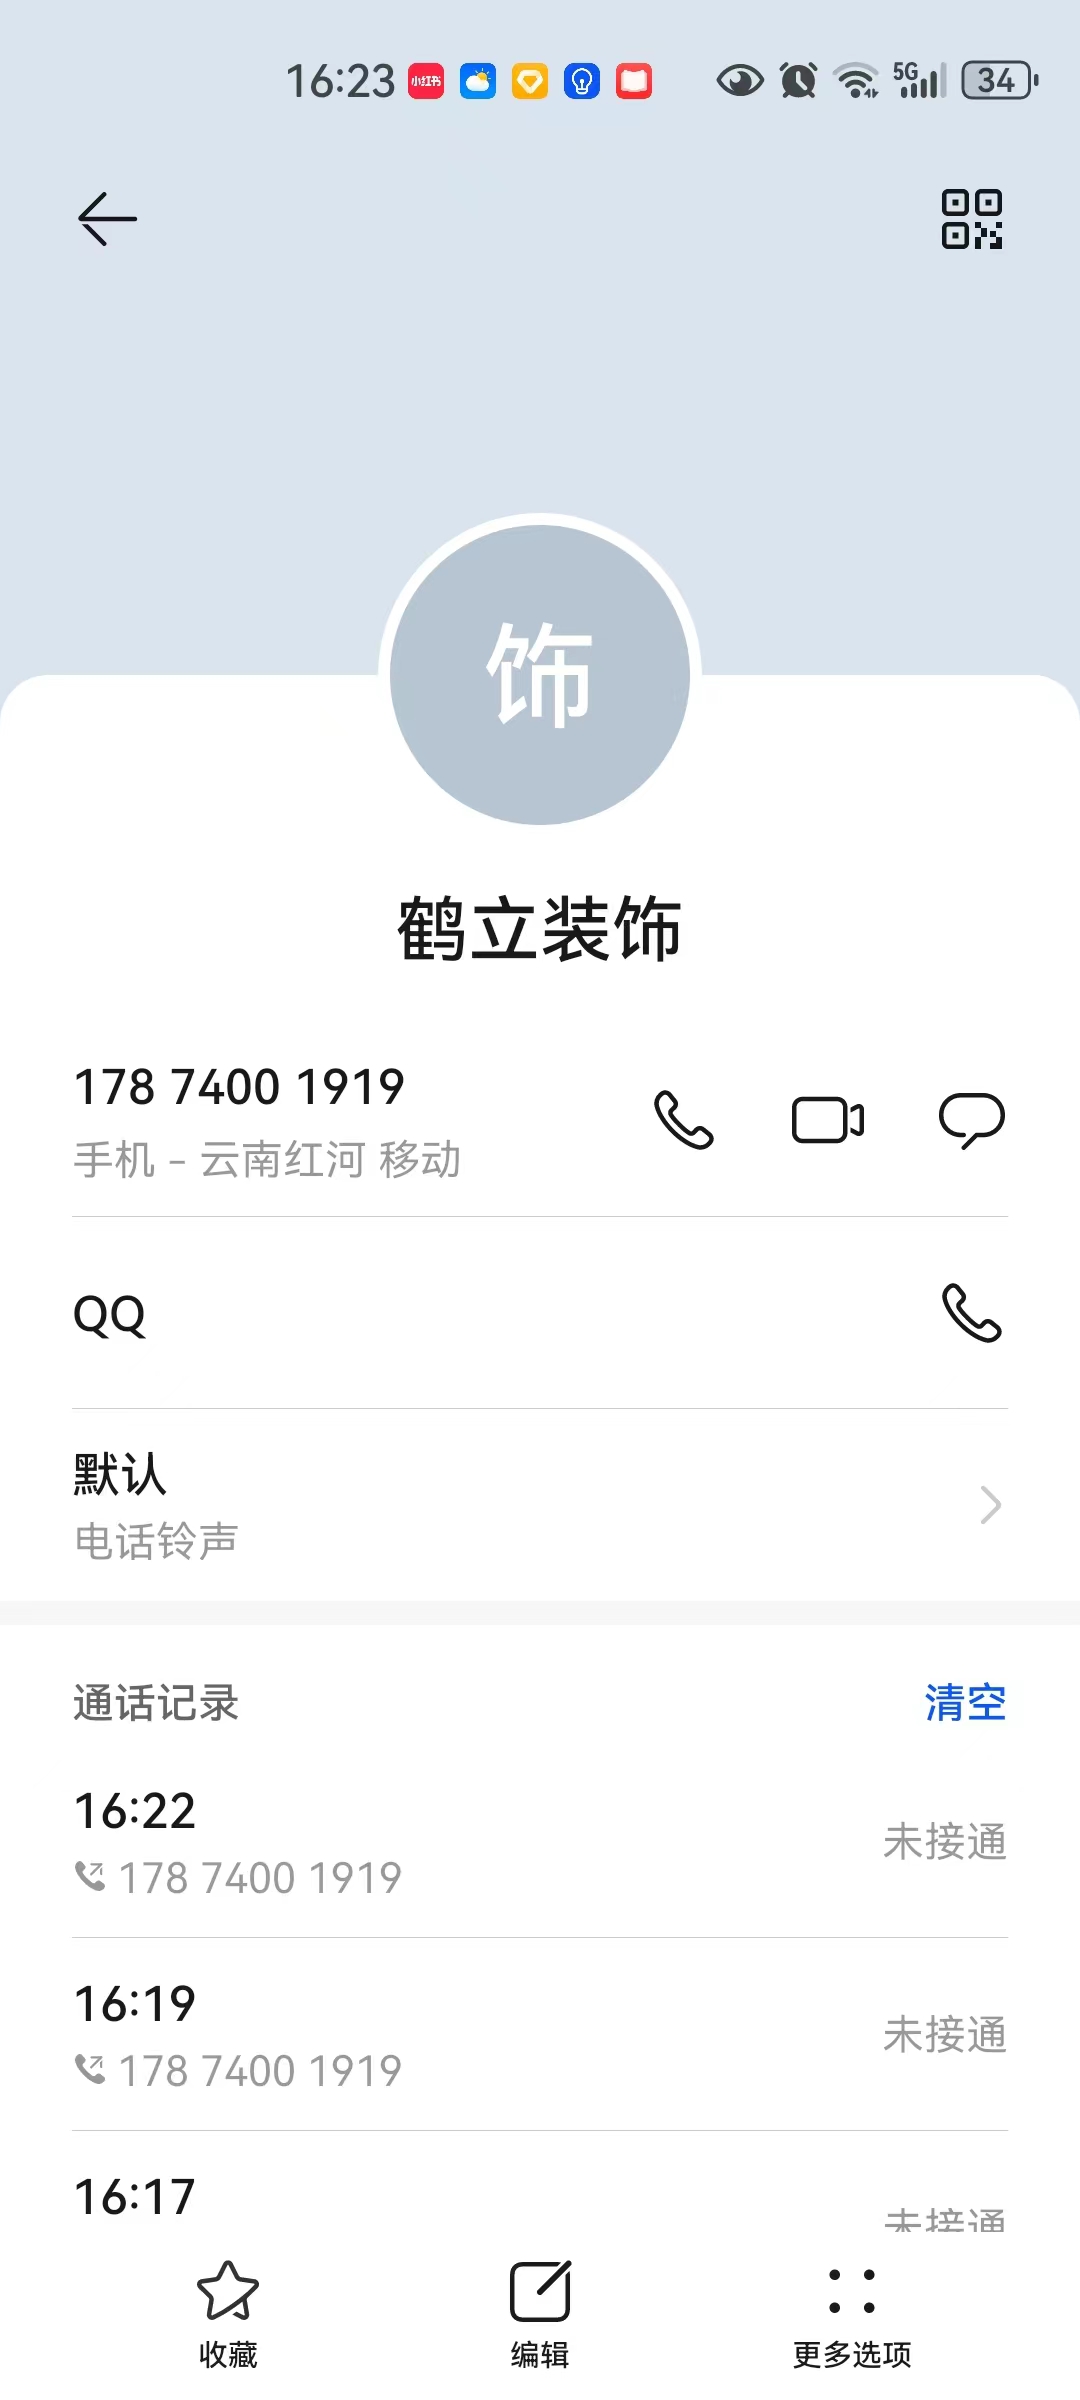 16:23 小红书 5G 34
饰
鹤立装饰
178 7400 1919
手机 - 云南红河 移动
QQ
默认
电话铃声
通话记录 清空
16:22
未接通
178 7400 1919
16:19
未接通
178 7400 1919
16:17
未接通
收藏 编辑 更多选项